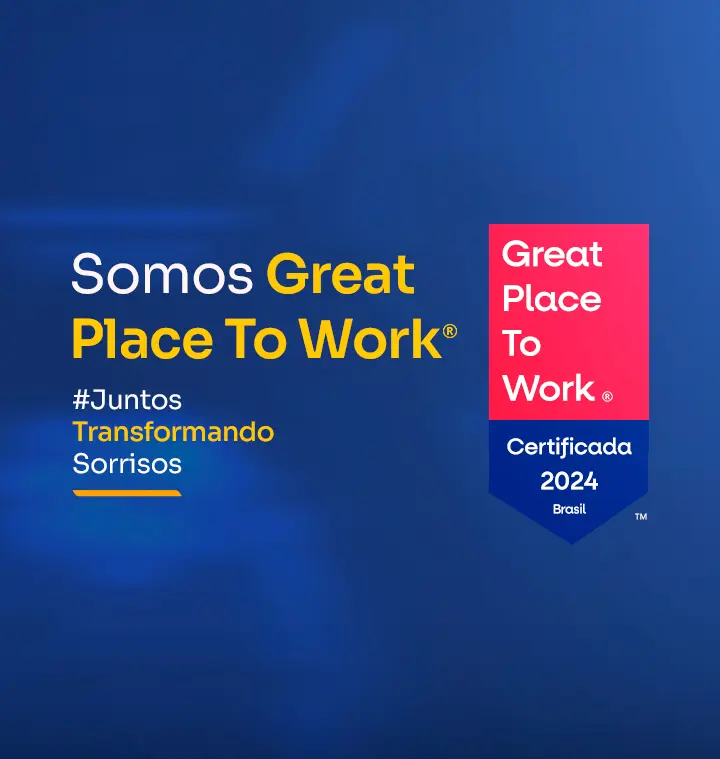 Somos Great
Place To Work®
#Juntos
Transformando
Sorrisos
Great
Place
To
Work®
Certificada
2024
Brasil
TM